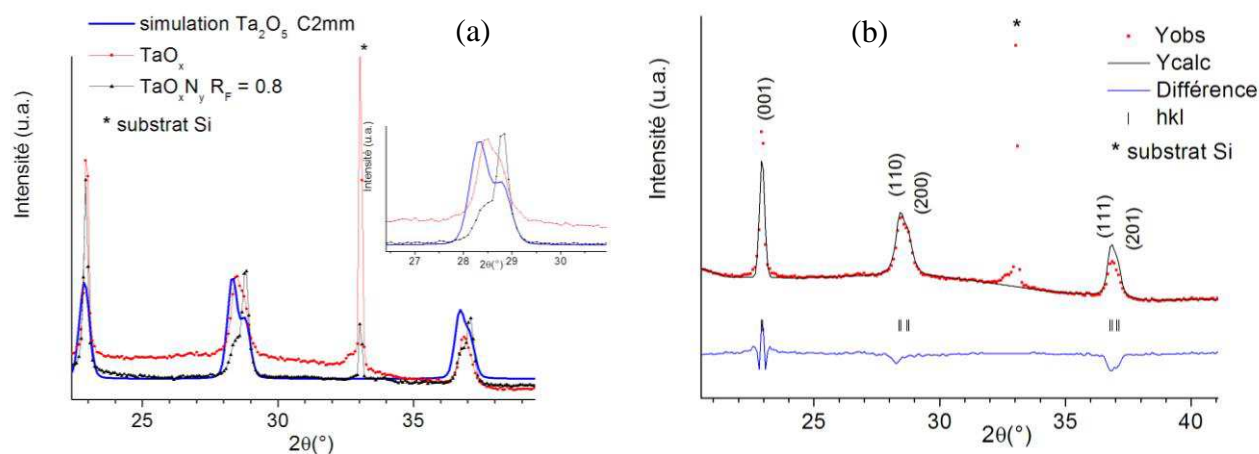 simulation Ta2O5 C2mm
TaOx
TaOxNy RF = 0.8
* substrat Si
(a)
*
Intensité (u.a.)
25 30 35
2θ(°)
Intensité (u.a.)
27 28 29 30
2θ(°)
(b)
*
Yobs
Ycalc
Différence
hkl
* substrat Si
(001)
(110)
(200)
(111)
(201)
Intensité (u.a.)
25 30 35 40
2θ(°)